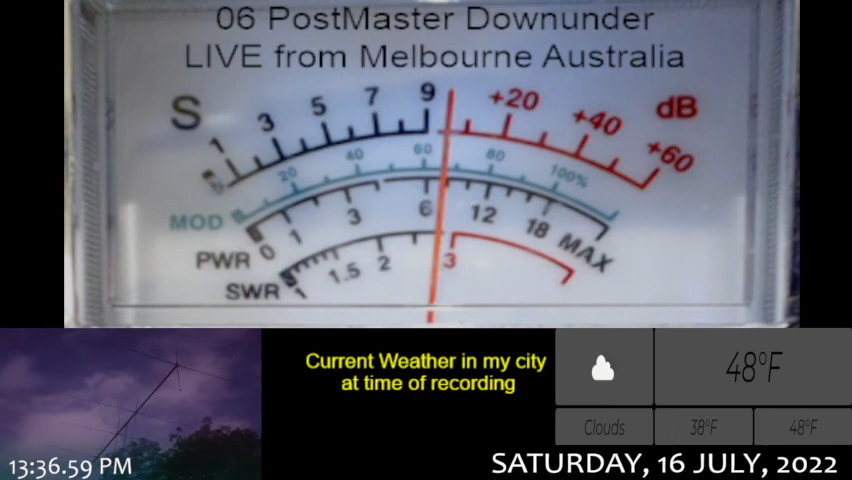 06 PostMaster Downunder
LIVE from Melbourne Australia
S 1 3 5 7 9 +20 +40 +60 dB
MOD 0 20 40 60 80 100%
PWR 0 1 3 6 12 18 MAX
SWR 1 1.5 2 3
Current Weather in my city
at time of recording
48°F
Clouds 38°F 48°F
13:36.59 PM
SATURDAY, 16 JULY, 2022